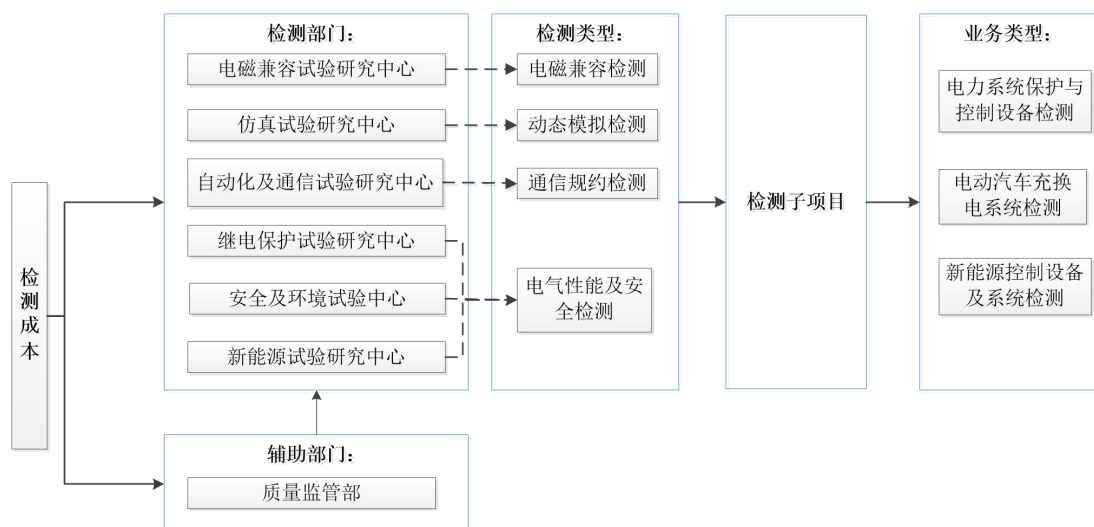 检测成本
检测部门：
电磁兼容试验研究中心
仿真试验研究中心
自动化及通信试验研究中心
继电保护试验研究中心
安全及环境试验中心
新能源试验研究中心
辅助部门：
质量监管部
检测类型：
电磁兼容检测
动态模拟检测
通信规约检测
电气性能及安
全检测
检测子项目
业务类型：
电力系统保护与
控制设备检测
电动汽车充换
电系统检测
新能源控制设备
及系统检测